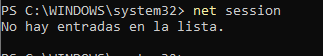 PS C:\WINDOWS\system32> net session
No hay entradas en la lista.